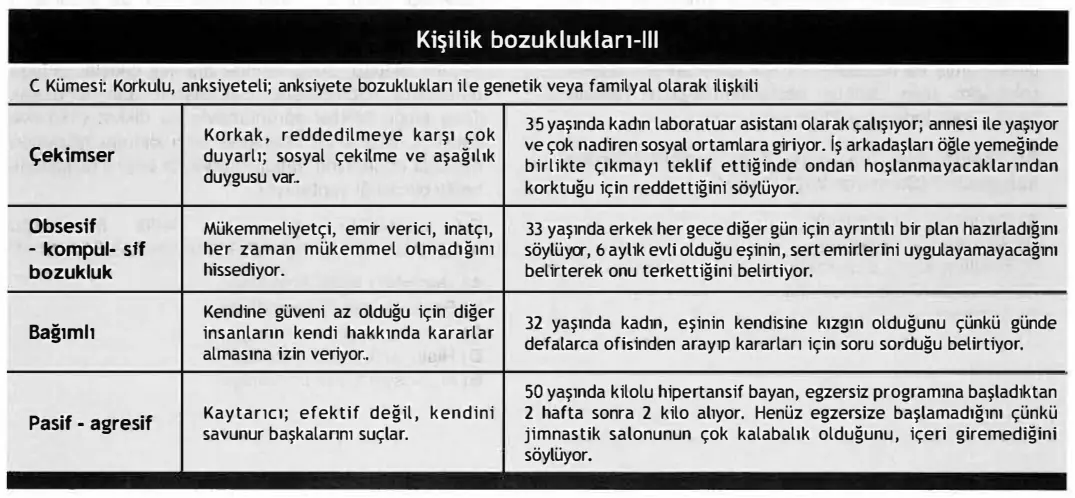 Kişilik bozuklukları-III
C Kümesi: Korkulu, anksiyeteli; anksiyete bozuklukları ile genetik veya familyal olarak ilişkili
Çekimser
Korkak, reddedilmeye karşı çok
duyarlı; sosyal çekilme ve aşağılık
duygusu var.
35 yaşında kadın laboratuar asistanı olarak çalışıyor; annesi ile yaşıyor
ve çok nadiren sosyal ortamlara giriyor. İş arkadaşları öğle yemeğinde
birlikte çıkmayı teklif ettiğinde ondan hoşlanmayacaklarından
korktuğu için reddettiğini söylüyor.
Obsesif
- kompul- sif
bozukluk
Mükemmeliyetçi, emir verici, inatçı,
her zaman mükemmel olmadığını
hissediyor.
33 yaşında erkek her gece diğer gün için ayrıntılı bir plan hazırladığını
söylüyor, 6 aylık evli olduğu eşinin, sert emirlerini uygulayamayacağını
belirterek onu terkettiğini belirtiyor.
Bağımlı
Kendine güveni az olduğu için diğer
insanların kendi hakkında kararlar
almasına izin veriyor..
32 yaşında kadın, eşinin kendisine kızgın olduğunu çünkü günde
defalarca ofisinden arayıp kararları için soru sorduğu belirtiyor.
Pasif - agresif
Kaytarıcı; efektif değil, kendini
savunur başkalarını suçlar.
50 yaşında kilolu hipertansif bayan, egzersiz programına başladıktan
2 hafta sonra 2 kilo alıyor. Henüz egzersize başlamadığını çünkü
jimnastik salonunun çok kalabalık olduğunu, içeri giremediğini
söylüyor.